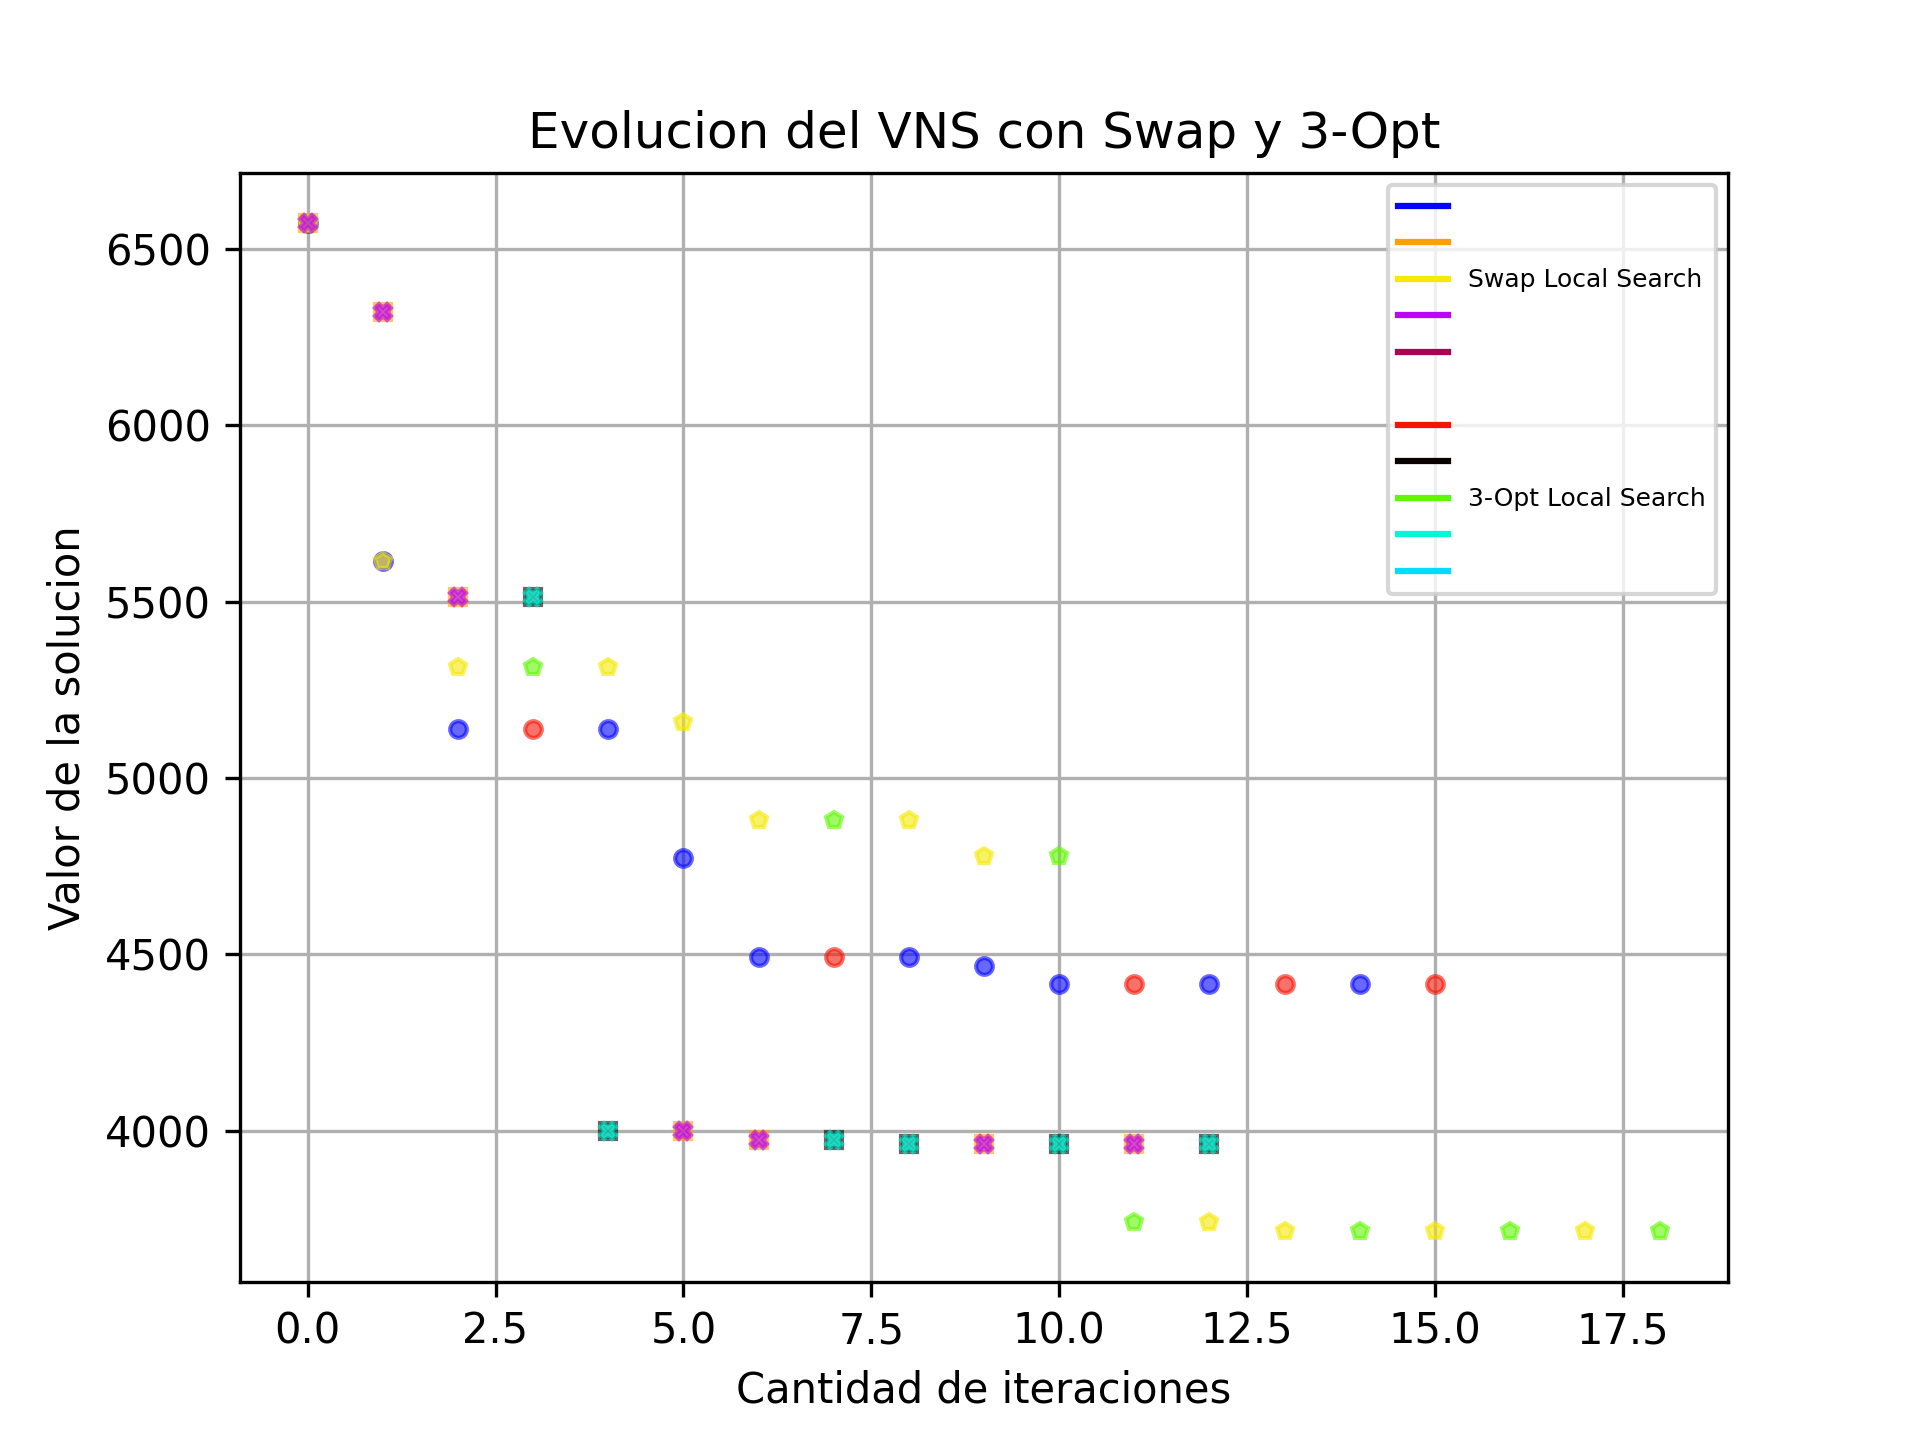 Evolucion del VNS con Swap y 3-Opt
6500
6000
5500
5000
4500
4000
Valor de la solucion
Swap Local Search
3-Opt Local Search
0.0 2.5 5.0 7.5 10.0 12.5 15.0 17.5
Cantidad de iteraciones